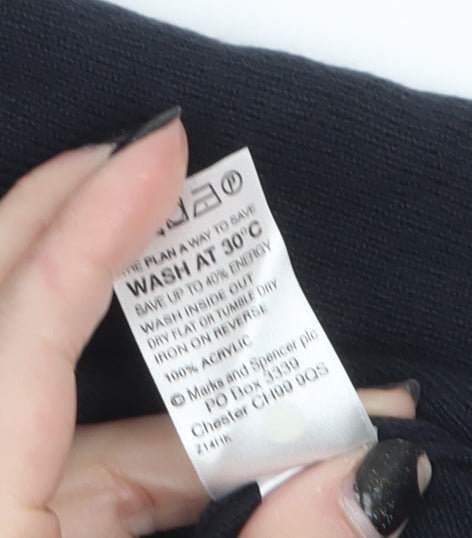 P
THE PLAN A WAY TO SAVE
WASH AT 30°C
SAVE UP TO 40% ENERGY
WASH INSIDE OUT
DRY FLAT OR TUMBLE DRY
IRON ON REVERSE
100% ACRYLIC
© Marks and Spencer plc
PO Box 3339
Chester CH99 9QS